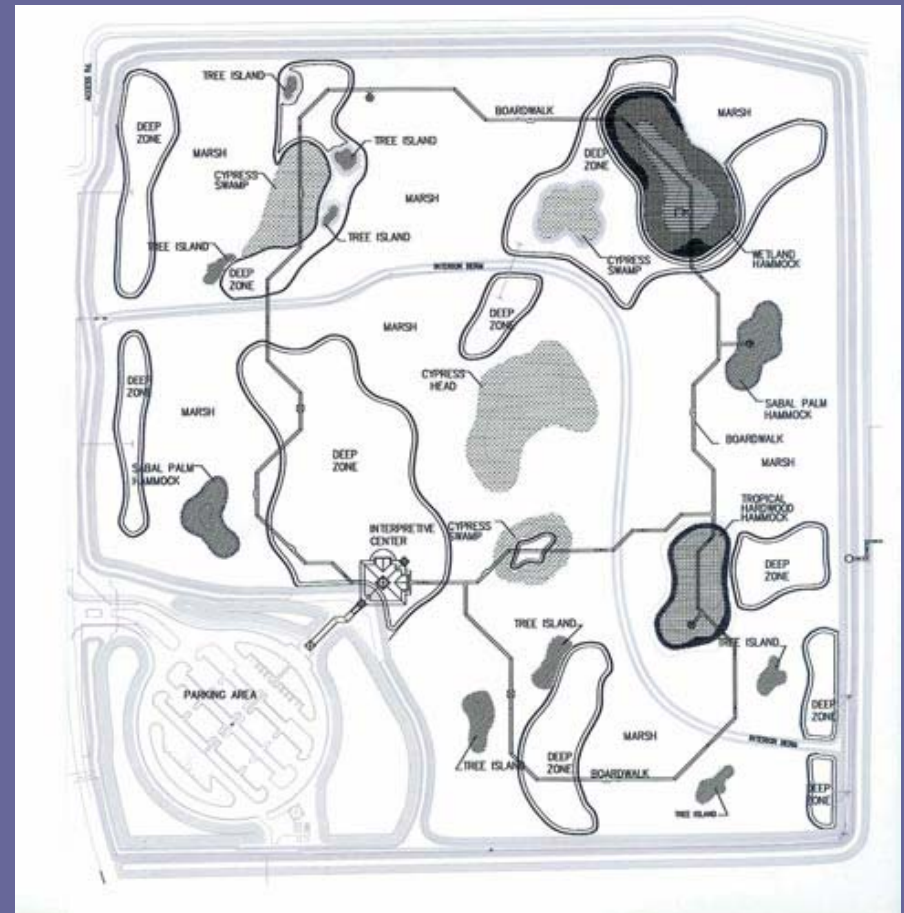 TREE ISLAND
BOARDWALK
MARSH
DEEP
ZONE
MARSH
TREE ISLAND
DEEP
ZONE
CYPRESS
SWAMP
MARSH
TREE ISLAND
TREE ISLAND
DEEP
ZONE
CYPRESS
SWAMP
WETLAND
HAMMOCK
INTERIOR BERM
DEEP
ZONE
MARSH
CYPRESS
HEAD
DEEP
ZONE
MARSH
SABAL PALM
HAMMOCK
BOARDWALK
MARSH
DEEP
ZONE
SABAL PALM
HAMMOCK
TROPICAL
HARDWOOD
HAMMOCK
INTERPRETIVE
CENTER
CYPRESS
SWAMP
DEEP
ZONE
TREE ISLAND
TREE ISLAND
PARKING AREA
DEEP
ZONE
MARSH
INTERIOR BERM
TREE ISLAND
DEEP
ZONE
BOARDWALK
DEEP
ZONE
TREE ISLAND